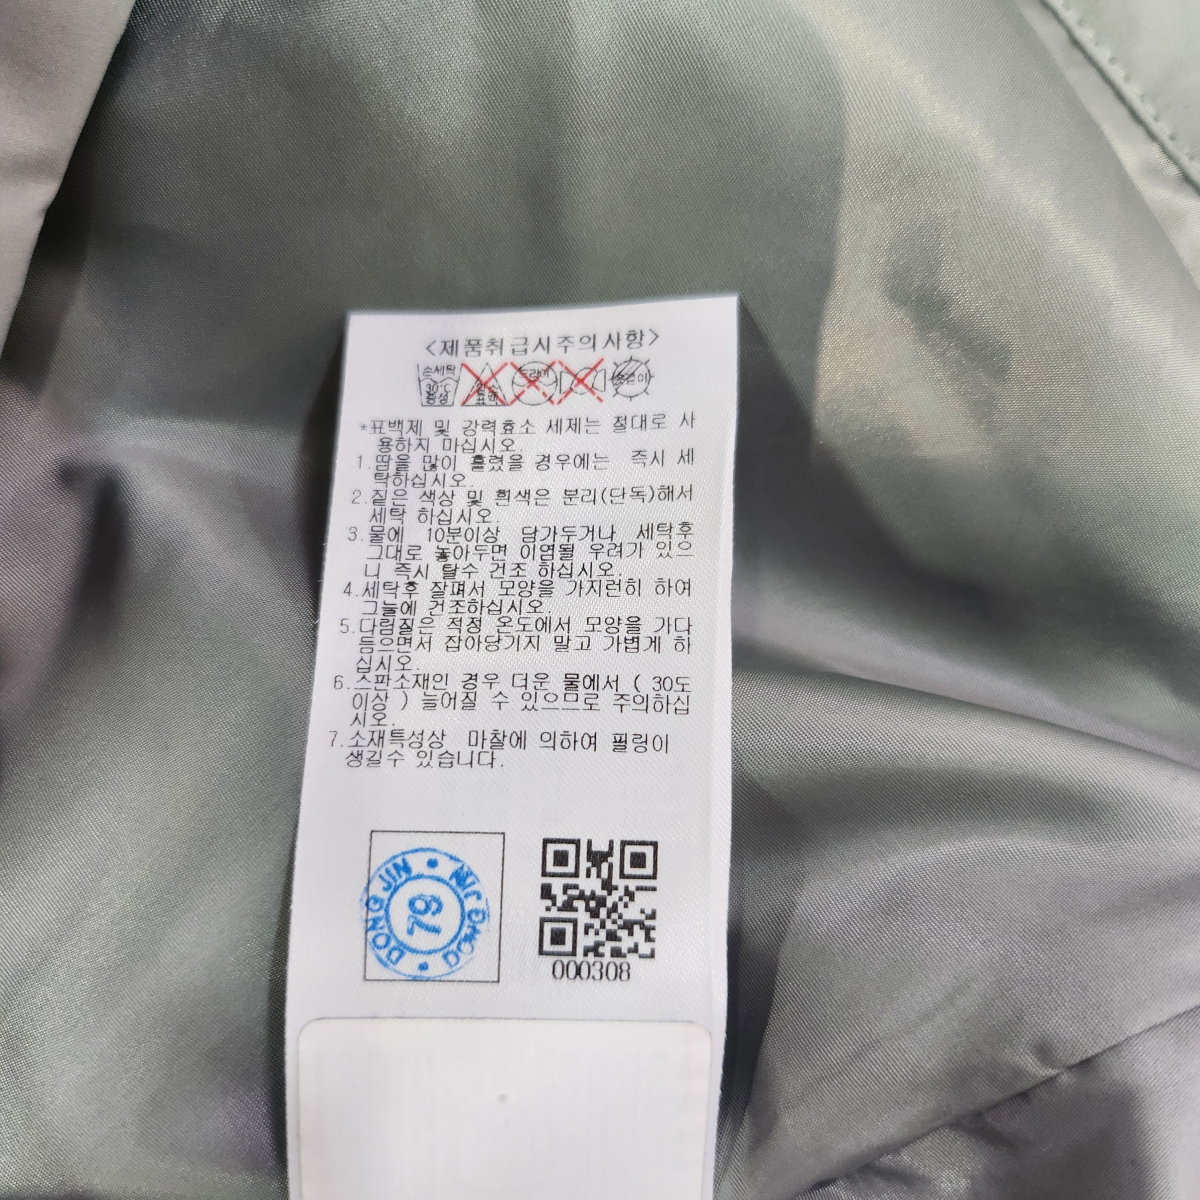 <제품취급시주의사항>
손세탁
30℃
중성
염소
표백
드라이
옷걸이
*표백제 및 강력효소 세제는 절대로 사
용하지 마십시오.
1.땀을 많이 흘렸을 경우에는 즉시 세
탁하십시오.
2.짙은 색상 및 흰색은 분리(단독)해서
세탁 하십시오.
3.물에 10분이상 담가두거나 세탁후
그대로 놓아두면 이염될 우려가 있으
니 즉시 탈수 건조 하십시오.
4.세탁후 잘펴서 모양을 가지런히 하여
그늘에 건조하십시오.
5.다림질은 적정 온도에서 모양을 가다
듬으면서 잡아당기지 말고 가볍게 하
십시오.
6.스판소재인 경우 더운 물에서 ( 30도
이상 ) 늘어질 수 있으므로 주의하십
시오.
7.소재특성상 마찰에 의하여 필링이
생길수 있습니다.
DONG JIN • DONG JIN •
79
000308